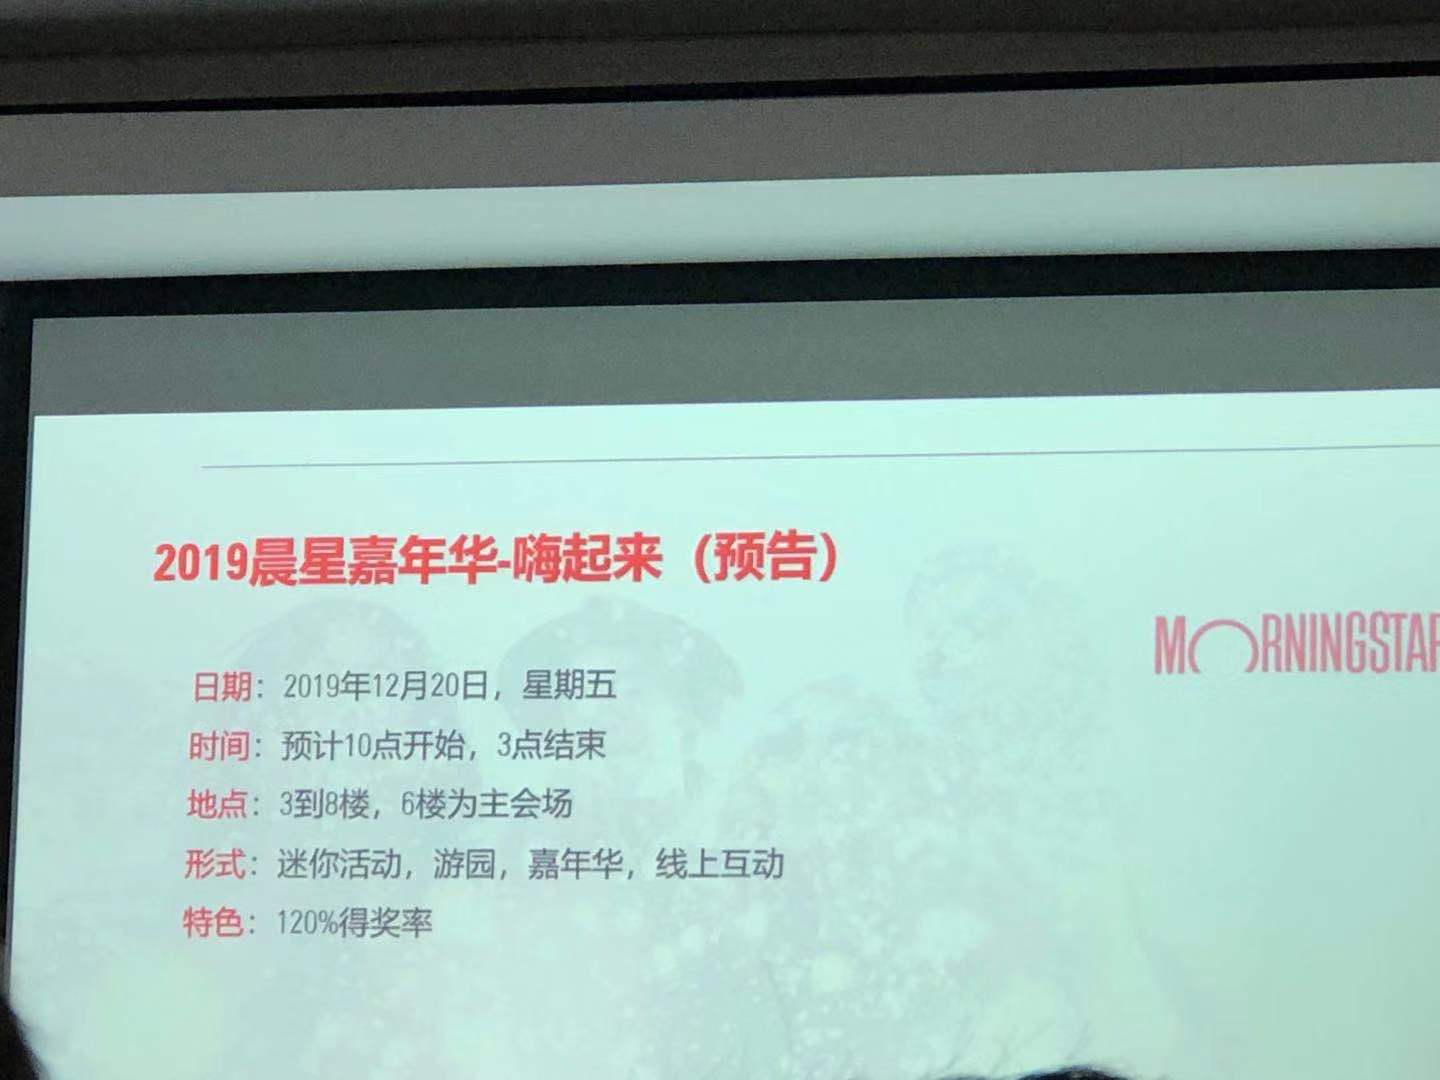 2019晨星嘉年华-嗨起来（预告）
MORNINGSTAR
日期：2019年12月20日，星期五
时间：预计10点开始，3点结束
地点：3到8楼，6楼为主会场
形式：迷你活动，游园，嘉年华，线上互动
特色：120%得奖率